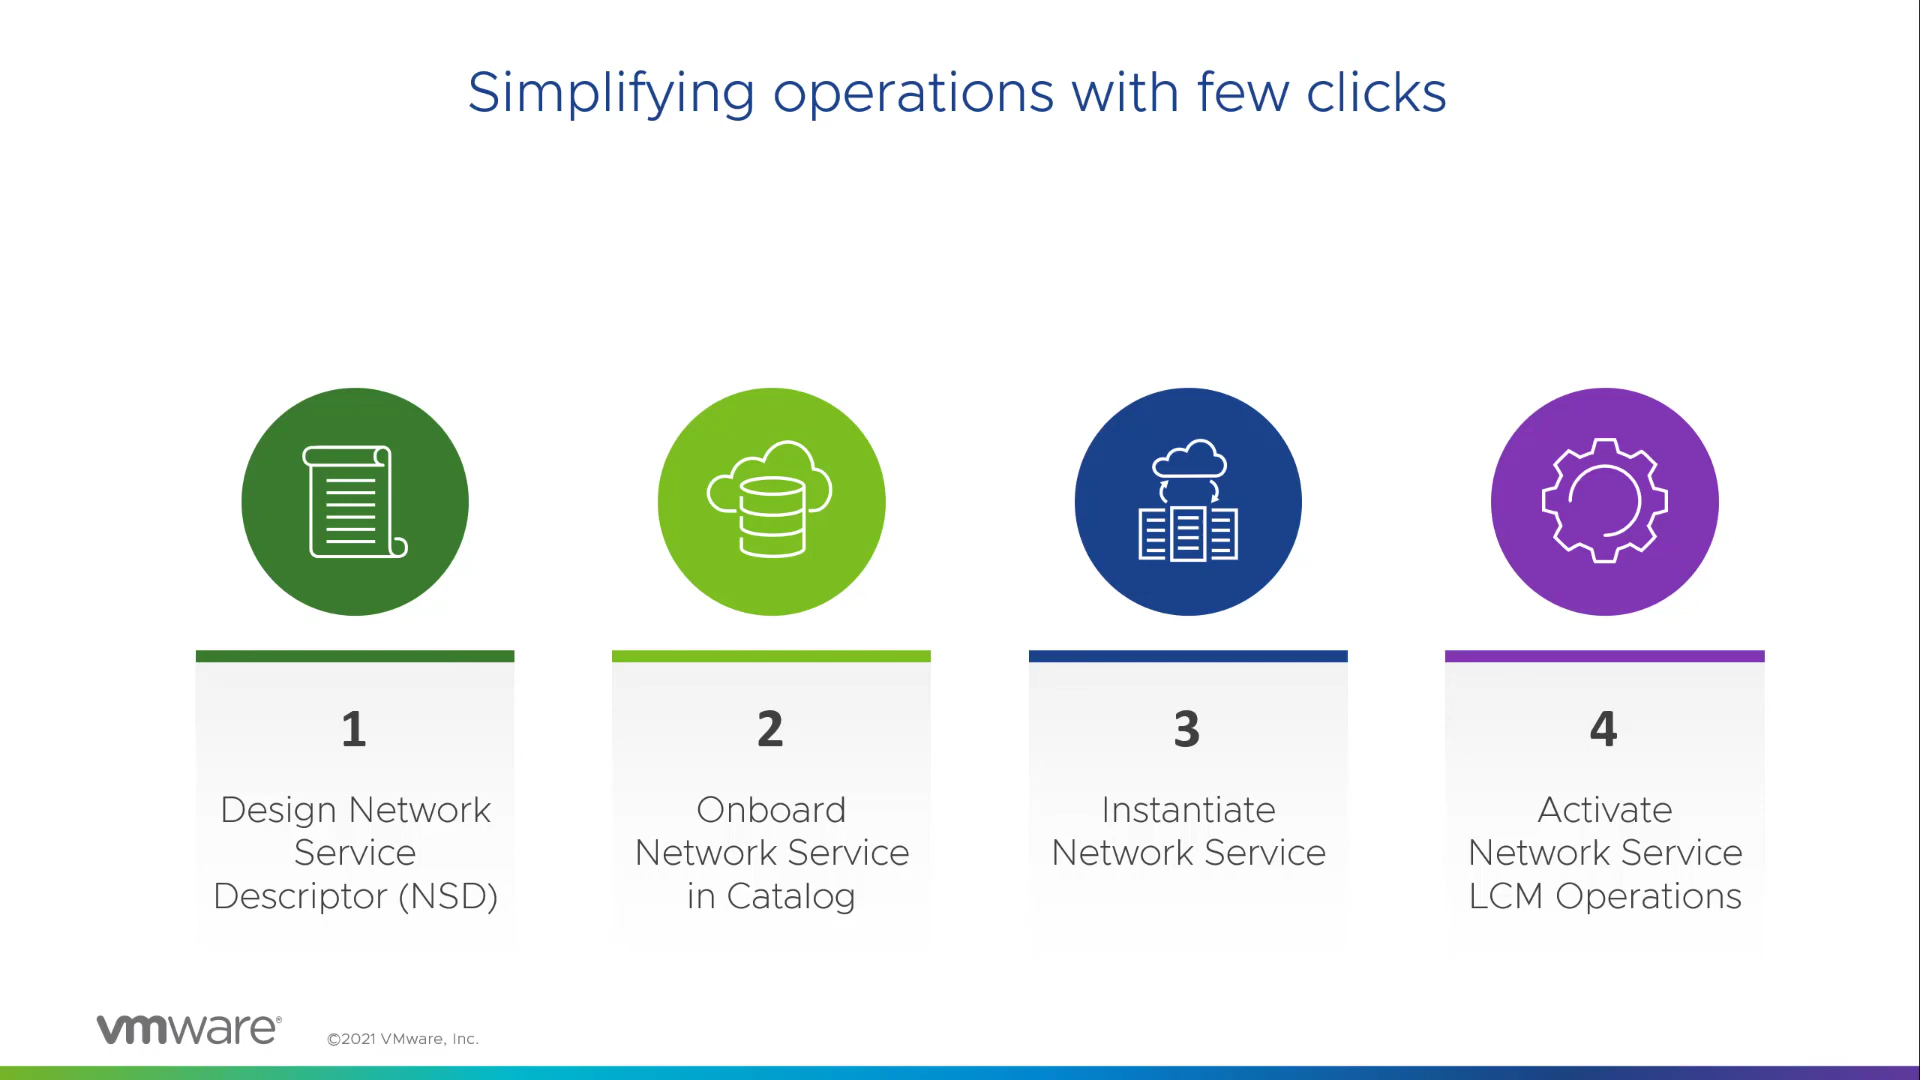 Simplifying operations with few clicks
1
Design Network
Service
Descriptor (NSD)
2
Onboard
Network Service
in Catalog
3
Instantiate
Network Service
4
Activate
Network Service
LCM Operations
vmware®
©2021 VMware, Inc.